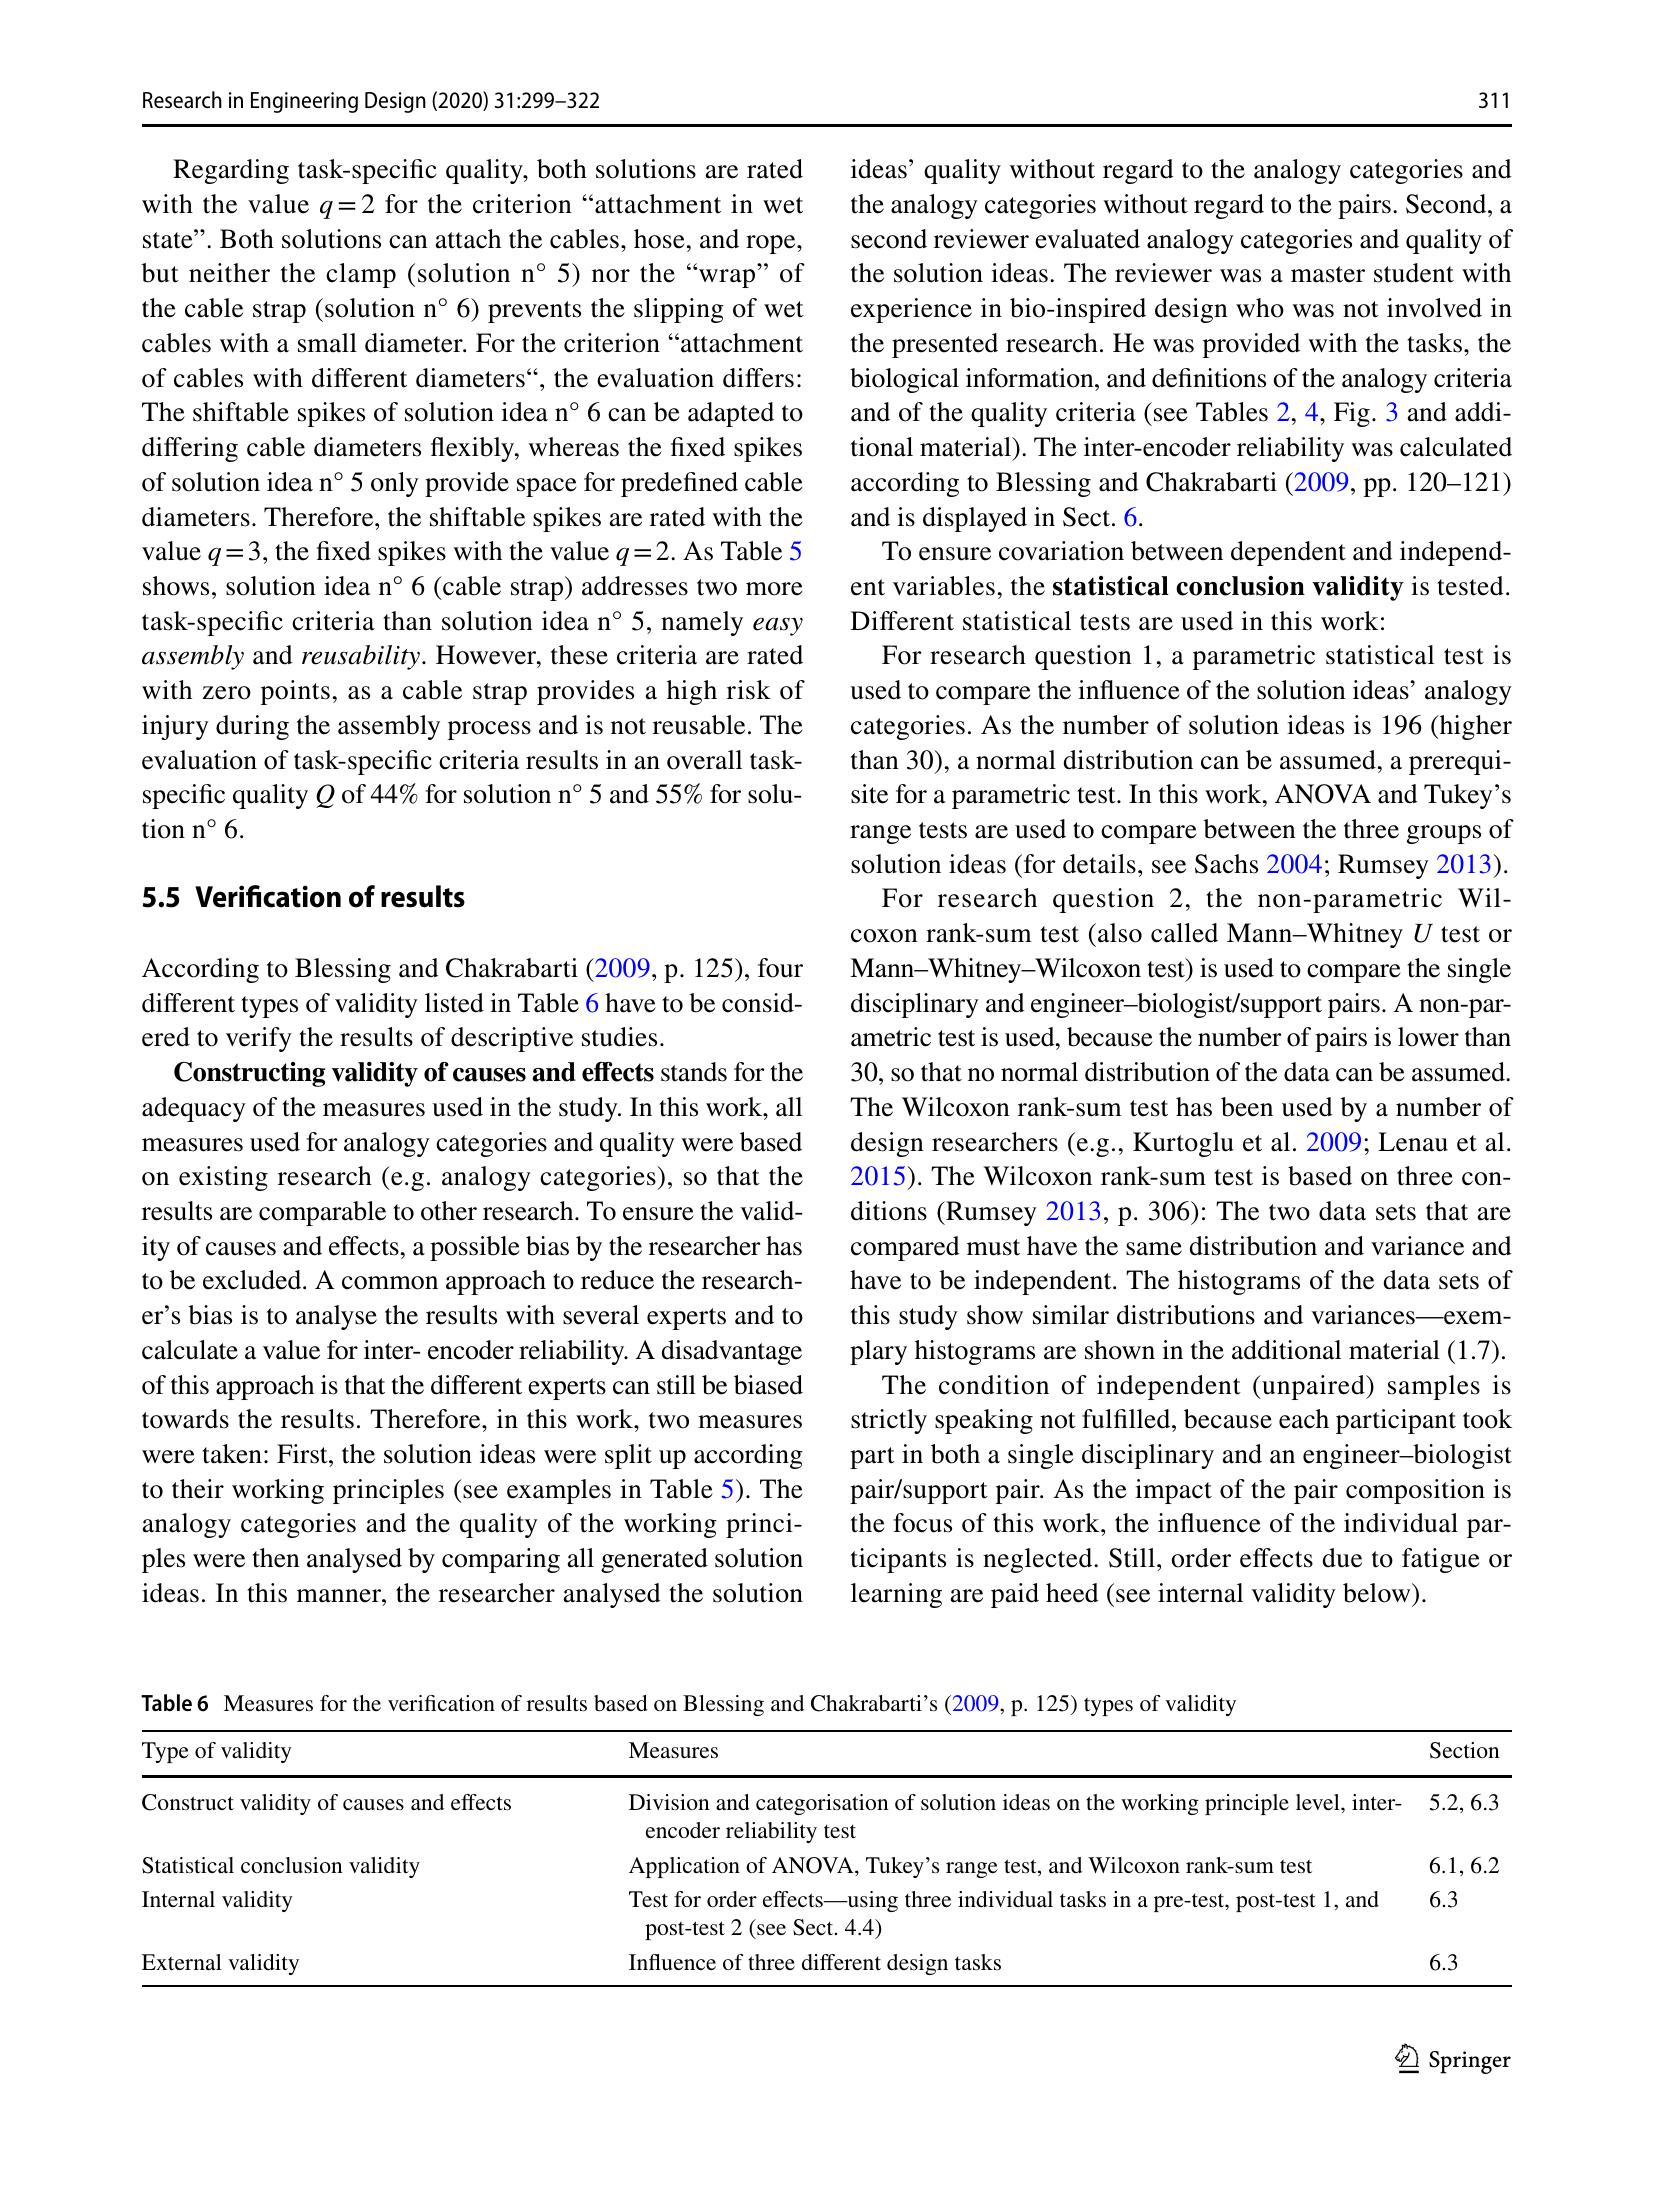 Research in Engineering Design (2020) 31:299–322
311
Regarding task-specific quality, both solutions are rated
with the value q = 2 for the criterion “attachment in wet
state”. Both solutions can attach the cables, hose, and rope,
but neither the clamp (solution n° 5) nor the “wrap” of
the cable strap (solution n° 6) prevents the slipping of wet
cables with a small diameter. For the criterion “attachment
of cables with different diameters“, the evaluation differs:
The shiftable spikes of solution idea n° 6 can be adapted to
differing cable diameters flexibly, whereas the fixed spikes
of solution idea n° 5 only provide space for predefined cable
diameters. Therefore, the shiftable spikes are rated with the
value q = 3, the fixed spikes with the value q = 2. As Table 5
shows, solution idea n° 6 (cable strap) addresses two more
task-specific criteria than solution idea n° 5, namely easy
assembly and reusability. However, these criteria are rated
with zero points, as a cable strap provides a high risk of
injury during the assembly process and is not reusable. The
evaluation of task-specific criteria results in an overall task-
specific quality Q of 44% for solution n° 5 and 55% for solu-
tion n° 6.
5.5 Verification of results
According to Blessing and Chakrabarti (2009, p. 125), four
different types of validity listed in Table 6 have to be consid-
ered to verify the results of descriptive studies.
Constructing validity of causes and effects stands for the
adequacy of the measures used in the study. In this work, all
measures used for analogy categories and quality were based
on existing research (e.g. analogy categories), so that the
results are comparable to other research. To ensure the valid-
ity of causes and effects, a possible bias by the researcher has
to be excluded. A common approach to reduce the research-
er’s bias is to analyse the results with several experts and to
calculate a value for inter- encoder reliability. A disadvantage
of this approach is that the different experts can still be biased
towards the results. Therefore, in this work, two measures
were taken: First, the solution ideas were split up according
to their working principles (see examples in Table 5). The
analogy categories and the quality of the working princi-
ples were then analysed by comparing all generated solution
ideas. In this manner, the researcher analysed the solution
ideas’ quality without regard to the analogy categories and
the analogy categories without regard to the pairs. Second, a
second reviewer evaluated analogy categories and quality of
the solution ideas. The reviewer was a master student with
experience in bio-inspired design who was not involved in
the presented research. He was provided with the tasks, the
biological information, and definitions of the analogy criteria
and of the quality criteria (see Tables 2, 4, Fig. 3 and addi-
tional material). The inter-encoder reliability was calculated
according to Blessing and Chakrabarti (2009, pp. 120–121)
and is displayed in Sect. 6.
To ensure covariation between dependent and independ-
ent variables, the statistical conclusion validity is tested.
Different statistical tests are used in this work:
For research question 1, a parametric statistical test is
used to compare the influence of the solution ideas’ analogy
categories. As the number of solution ideas is 196 (higher
than 30), a normal distribution can be assumed, a prerequi-
site for a parametric test. In this work, ANOVA and Tukey’s
range tests are used to compare between the three groups of
solution ideas (for details, see Sachs 2004; Rumsey 2013).
For research question 2, the non-parametric Wil-
coxon rank-sum test (also called Mann–Whitney U test or
Mann–Whitney–Wilcoxon test) is used to compare the single
disciplinary and engineer–biologist/support pairs. A non-par-
ametric test is used, because the number of pairs is lower than
30, so that no normal distribution of the data can be assumed.
The Wilcoxon rank-sum test has been used by a number of
design researchers (e.g., Kurtoglu et al. 2009; Lenau et al.
2015). The Wilcoxon rank-sum test is based on three con-
ditions (Rumsey 2013, p. 306): The two data sets that are
compared must have the same distribution and variance and
have to be independent. The histograms of the data sets of
this study show similar distributions and variances—exem-
plary histograms are shown in the additional material (1.7).
The condition of independent (unpaired) samples is
strictly speaking not fulfilled, because each participant took
part in both a single disciplinary and an engineer–biologist
pair/support pair. As the impact of the pair composition is
the focus of this work, the influence of the individual par-
ticipants is neglected. Still, order effects due to fatigue or
learning are paid heed (see internal validity below).
Table 6 Measures for the verification of results based on Blessing and Chakrabarti’s (2009, p. 125) types of validity
Type of validity Measures Section
Construct validity of causes and effects Division and categorisation of solution ideas on the working principle level, inter- 5.2, 6.3
encoder reliability test
Statistical conclusion validity Application of ANOVA, Tukey’s range test, and Wilcoxon rank-sum test 6.1, 6.2
Internal validity Test for order effects—using three individual tasks in a pre-test, post-test 1, and 6.3
post-test 2 (see Sect. 4.4)
External validity Influence of three different design tasks 6.3
Springer